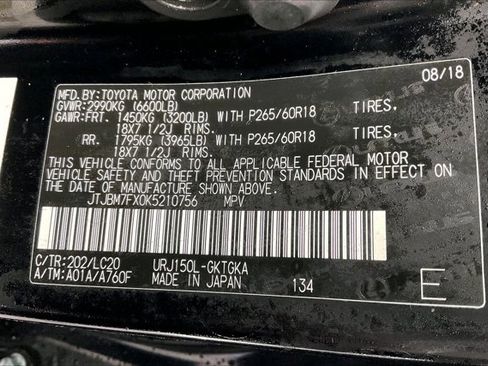 MFD.BY:TOYOTA MOTOR CORPORATION 08/18
GVWR:2990KG (6600LB)
GAWR:FRT. 1450KG (3200LB) WITH P265/60R18 TIRES,
18X7 1/2J RIMS.
RR. 1795KG (3965LB) WITH P265/60R18 TIRES,
18X7 1/2J RIMS.
THIS VEHICLE CONFORMS TO ALL APPLICABLE FEDERAL MOTOR
VEHICLE SAFETY AND THEFT PREVENTION STANDARDS IN EFFECT ON
THE DATE OF MANUFACTURE SHOWN ABOVE.
JTJBM7FX0K5210756 MPV
C/TR:202/LC20 URJ150L-GKTGKA
A/TM:A01A/A760F MADE IN JAPAN 134 E